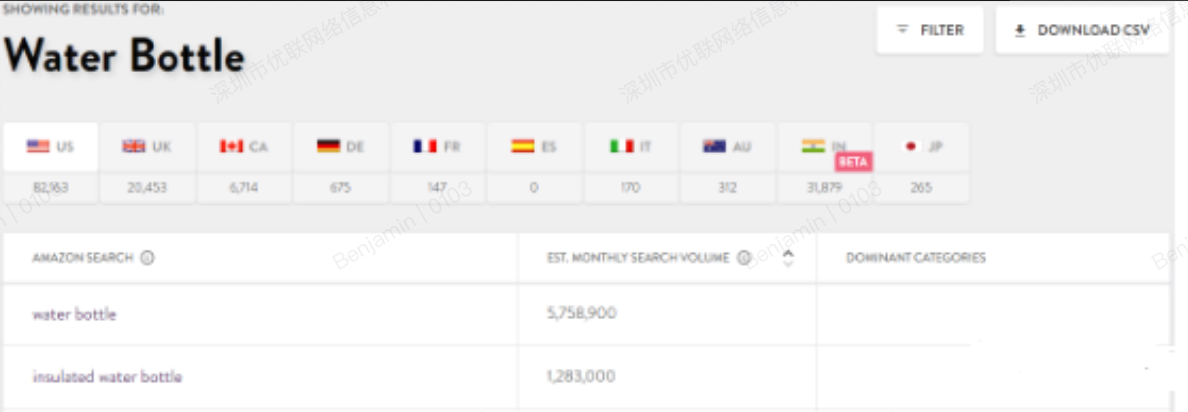 SHOWING RESULTS FOR:
Water Bottle
FILTER
DOWNLOAD CSV
US UK CA DE FR ES IT AU IN JP
BETA
82,163 20,453 6,714 675 147 0 170 312 31,879 265
AMAZON SEARCH EST. MONTHLY SEARCH VOLUME DOMINANT CATEGORIES
water bottle 5,758,900
insulated water bottle 1,283,000
深圳市优联网络信息
深圳市优联网络信息
深圳市优联网络信
Benjamin | 0103
Benjamin | 0103
Benjamin | 0103